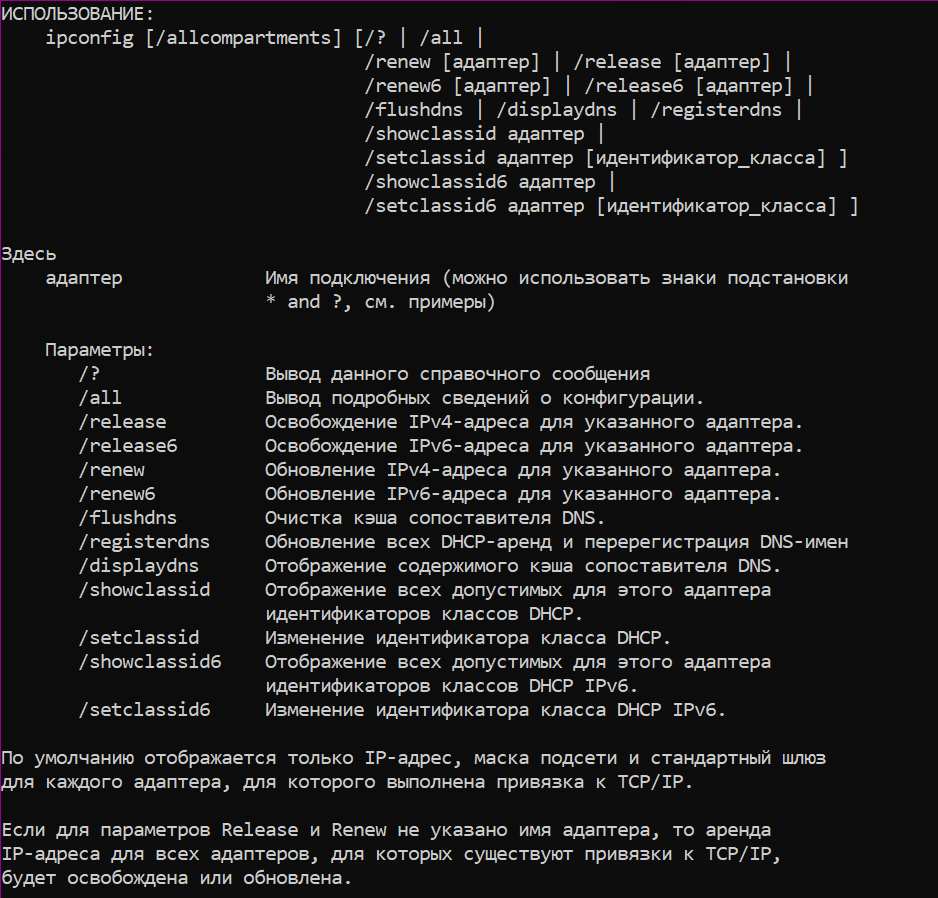 ИСПОЛЬЗОВАНИЕ:
    ipconfig [/allcompartments] [/? | /all |
                                 /renew [адаптер] | /release [адаптер] |
                                 /renew6 [адаптер] | /release6 [адаптер] |
                                 /flushdns | /displaydns | /registerdns |
                                 /showclassid адаптер |
                                 /setclassid адаптер [идентификатор_класса] ]
                                 /showclassid6 адаптер |
                                 /setclassid6 адаптер [идентификатор_класса] ]

Здесь
    адаптер             Имя подключения (можно использовать знаки подстановки
                        * and ?, см. примеры)

    Параметры:
       /?               Вывод данного справочного сообщения
       /all             Вывод подробных сведений о конфигурации.
       /release         Освобождение IPv4-адреса для указанного адаптера.
       /release6        Освобождение IPv6-адреса для указанного адаптера.
       /renew           Обновление IPv4-адреса для указанного адаптера.
       /renew6          Обновление IPv6-адреса для указанного адаптера.
       /flushdns        Очистка кэша сопоставителя DNS.
       /registerdns     Обновление всех DHCP-аренд и перерегистрация DNS-имен
       /displaydns      Отображение содержимого кэша сопоставителя DNS.
       /showclassid     Отображение всех допустимых для этого адаптера
                        идентификаторов классов DHCP.
       /setclassid      Изменение идентификатора класса DHCP.
       /showclassid6    Отображение всех допустимых для этого адаптера
                        идентификаторов классов DHCP IPv6.
       /setclassid6     Изменение идентификатора класса DHCP IPv6.

По умолчанию отображается только IP-адрес, маска подсети и стандартный шлюз
для каждого адаптера, для которого выполнена привязка к TCP/IP.

Если для параметров Release и Renew не указано имя адаптера, то аренда
IP-адреса для всех адаптеров, для которых существуют привязки к TCP/IP,
будет освобождена или обновлена.